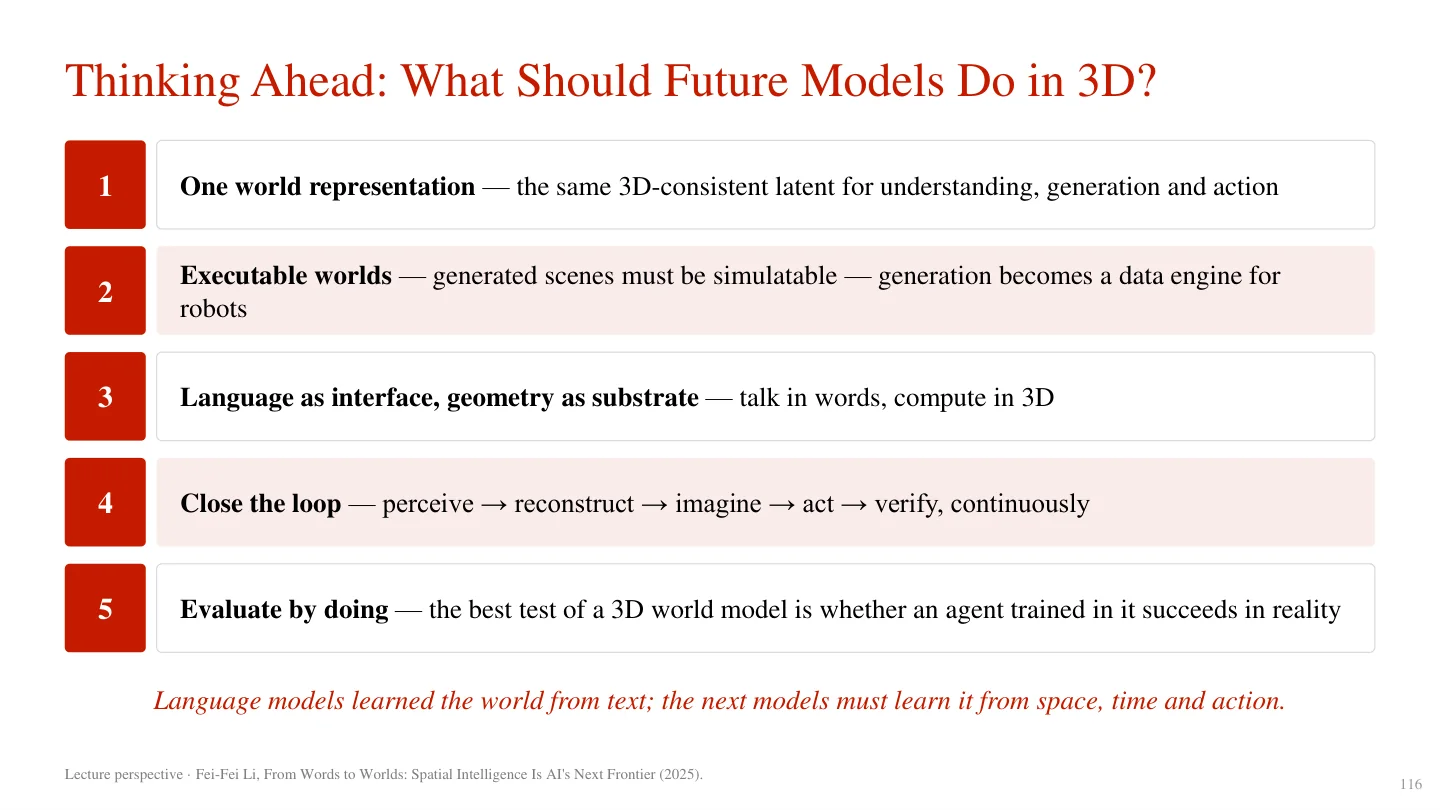 Thinking Ahead: What Should Future Models Do in 3D?
1
One world representation — the same 3D-consistent latent for understanding, generation and action
2
Executable worlds — generated scenes must be simulatable — generation becomes a data engine for
robots
3
Language as interface, geometry as substrate — talk in words, compute in 3D
4
Close the loop — perceive → reconstruct → imagine → act → verify, continuously
5
Evaluate by doing — the best test of a 3D world model is whether an agent trained in it succeeds in reality
Language models learned the world from text; the next models must learn it from space, time and action.
Lecture perspective · Fei-Fei Li, From Words to Worlds: Spatial Intelligence Is AI's Next Frontier (2025).
116